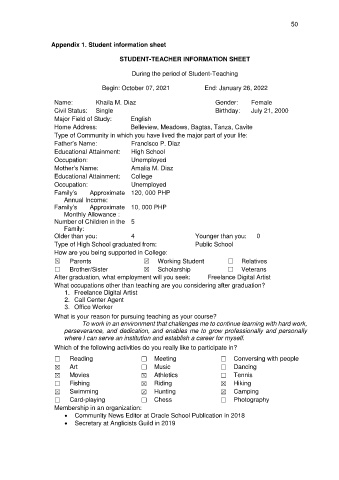 50
Appendix 1. Student information sheet
STUDENT-TEACHER INFORMATION SHEET
During the period of Student-Teaching
Begin: October 07, 2021 End: January 26, 2022
Name: Khaila M. Diaz Gender: Female
Civil Status: Single Birthday: July 21, 2000
Major Field of Study: English
Home Address: Belleview, Meadows, Bagtas, Tanza, Cavite
Type of Community in which you have lived the major part of your life:
Father's Name: Francisco P. Diaz
Educational Attainment: High School
Occupation: Unemployed
Mother's Name: Amalia M. Diaz
Educational Attainment: College
Occupation: Unemployed
Family's Approximate 120, 000 PHP
Annual Income:
Family's Approximate 10, 000 PHP
Monthly Allowance :
Number of Children in the 5
Family:
Older than you: 4 Younger than you: 0
Type of High School graduated from: Public School
How are you being supported in College:
☒ Parents ☒ Working Student ☐ Relatives
☐ Brother/Sister ☒ Scholarship ☐ Veterans
After graduation, what employment will you seek: Freelance Digital Artist
What occupations other than teaching are you considering after graduation?
1. Freelance Digital Artist
2. Call Center Agent
3. Office Worker
What is your reason for pursuing teaching as your course?
To work in an environment that challenges me to continue learning with hard work,
perseverance, and dedication, and enables me to grow professionally and personally
where I can serve an institution and establish a career for myself.
Which of the following activities do you really like to participate in?
☐ Reading ☐ Meeting ☐ Conversing with people
☒ Art ☐ Music ☐ Dancing
☒ Movies ☒ Athletics ☐ Tennis
☐ Fishing ☒ Riding ☒ Hiking
☒ Swimming ☒ Hunting ☒ Camping
☐ Card-playing ☐ Chess ☐ Photography
Membership in an organization:
• Community News Editor at Oracle School Publication in 2018
• Secretary at Anglicists Guild in 2019